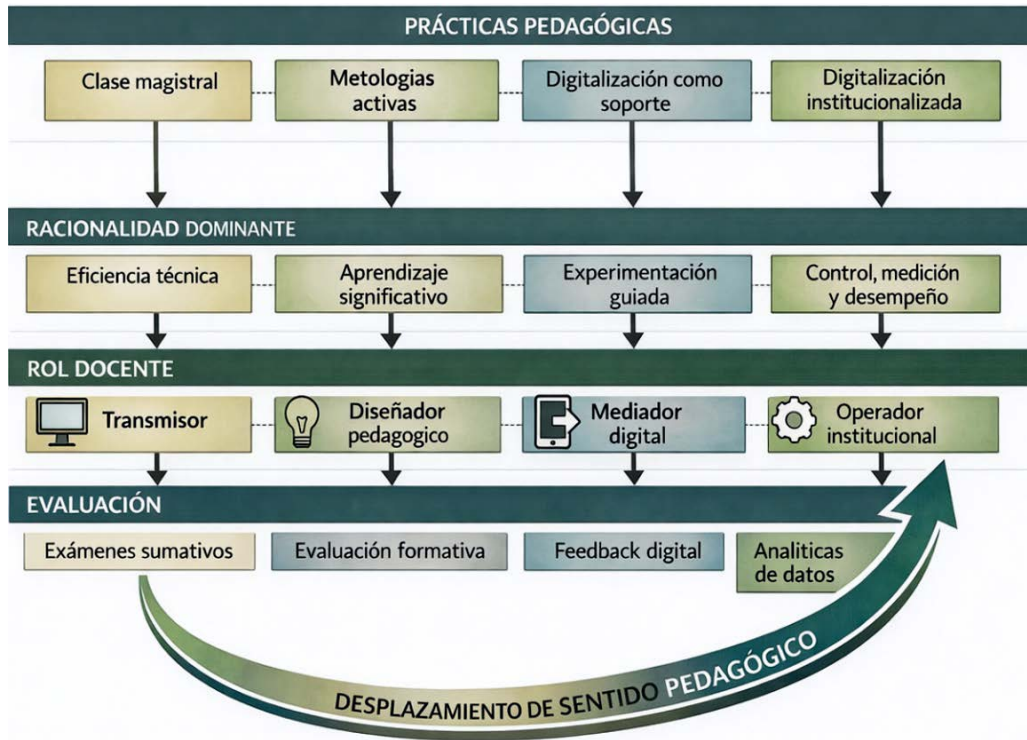 PRÁCTICAS PEDAGÓGICAS
Clase magistral
Metologias
activas
Digitalización como
soporte
Digitalización
institucionalizada
RACIONALIDAD DOMINANTE
Eficiencia técnica
Aprendizaje
significativo
Experimentación
guiada
Control, medición
y desempeño
ROL DOCENTE
Transmisor
Diseñador
pedagogico
Mediador
digital
Operador
institucional
EVALUACIÓN
Exámenes sumativos
Evaluación formativa
Feedback digital
Analiticas
de datos
DESPLAZAMIENTO DE SENTIDO PEDAGÓGICO